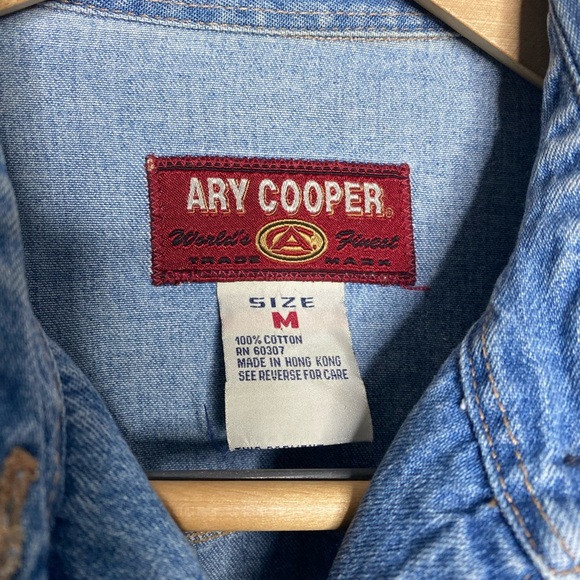 ARY COOPER®
World's Finest
TRADE MARK
SIZE
M
100% COTTON
RN 60307
MADE IN HONG KONG
SEE REVERSE FOR CARE